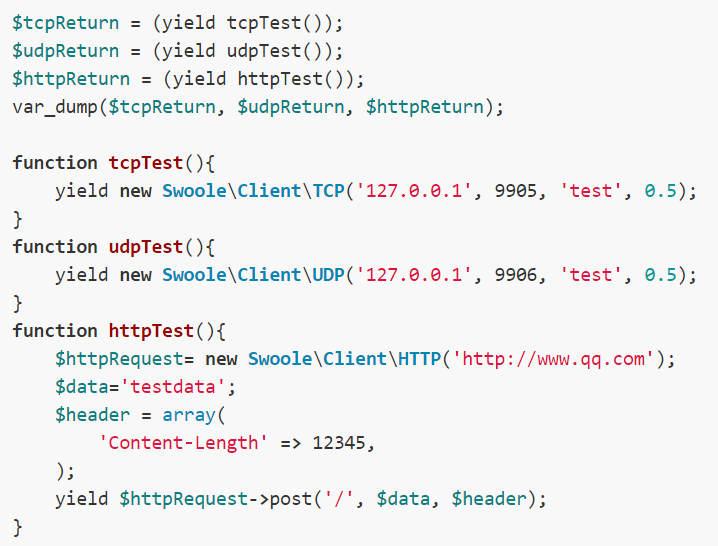 $tcpReturn = (yield tcpTest());
$udpReturn = (yield udpTest());
$httpReturn = (yield httpTest());
var_dump($tcpReturn, $udpReturn, $httpReturn);

function tcpTest(){
    yield new Swoole\Client\TCP('127.0.0.1', 9905, 'test', 0.5);
}
function udpTest(){
    yield new Swoole\Client\UDP('127.0.0.1', 9906, 'test', 0.5);
}
function httpTest(){
    $httpRequest= new Swoole\Client\HTTP('http://www.qq.com');
    $data='testdata';
    $header = array(
        'Content-Length' => 12345,
    );
    yield $httpRequest->post('/', $data, $header);
}